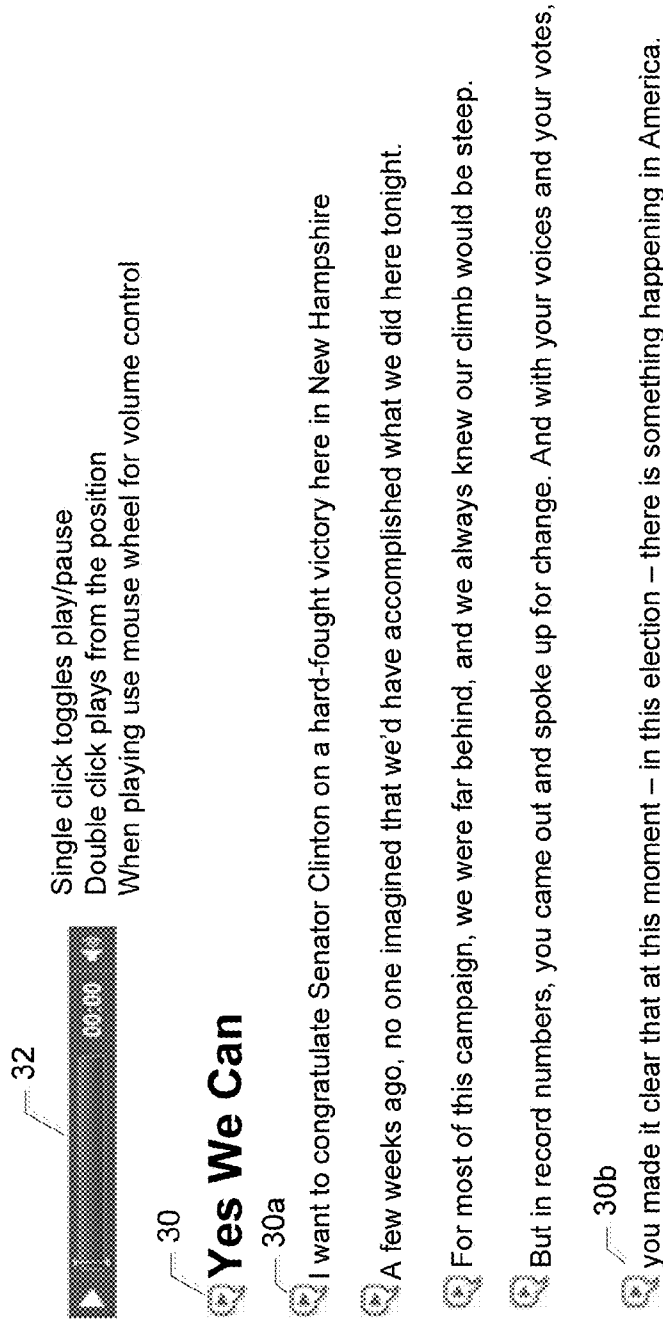 32
00:00
Single click toggles play/pause
Double click plays from the position
When playing use mouse wheel for volume control
30
Yes We Can
30a
I want to congratulate Senator Clinton on a hard-fought victory here in New Hampshire
A few weeks ago, no one imagined that we'd have accomplished what we did here tonight.
For most of this campaign, we were far behind, and we always knew our climb would be steep.
But in record numbers, you came out and spoke up for change. And with your voices and your votes,
30b
you made it clear that at this moment – in this election – there is something happening in America.